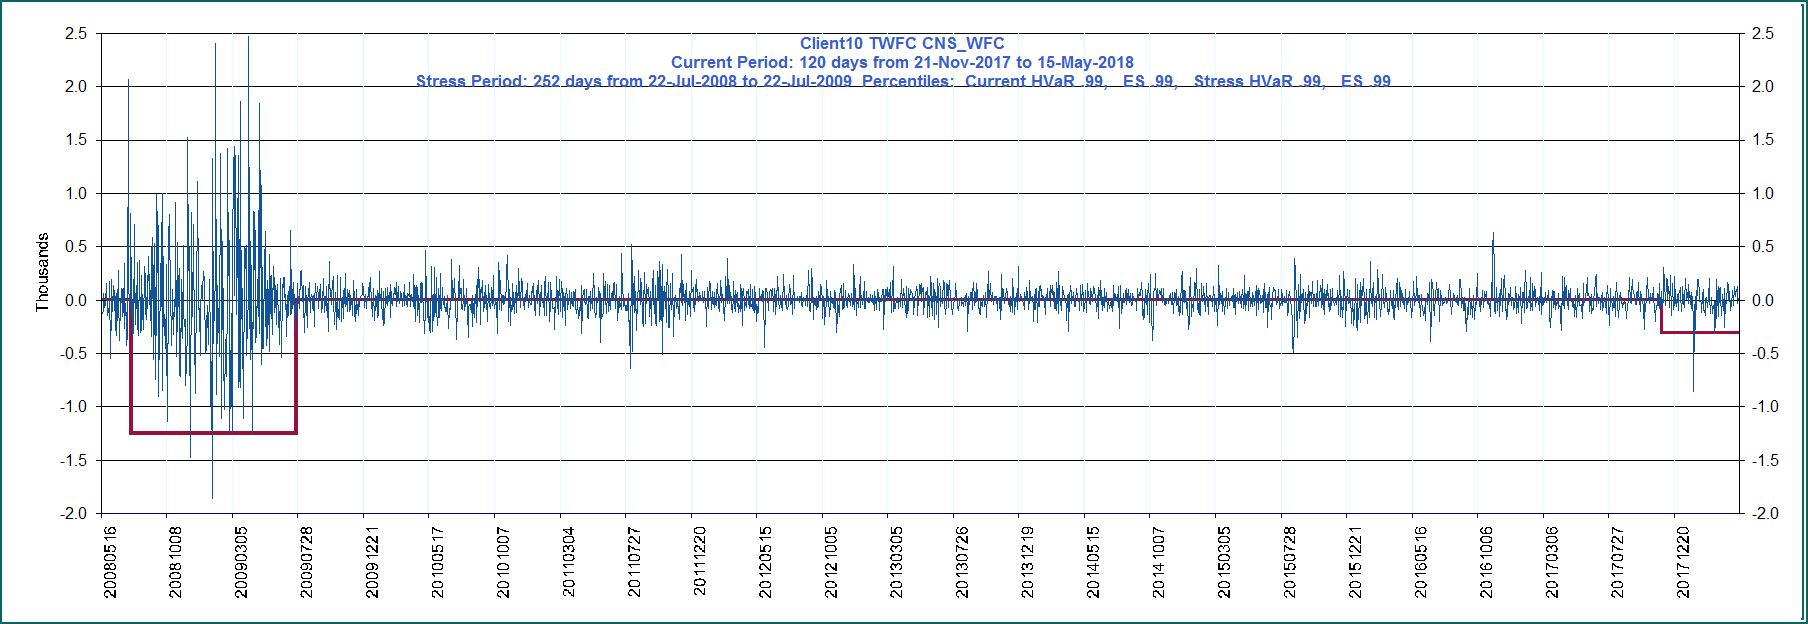 Client10 TWFC CNS_WFC
Current Period: 120 days from 21-Nov-2017 to 15-May-2018
Stress Period: 252 days from 22-Jul-2008 to 22-Jul-2009 Percentiles: Current HVaR .99, ES .99, Stress HVaR .99, ES .99
2.5 2.5
2.0 2.0
1.5 1.5
1.0 1.0
0.5 0.5
Thousands
0.0 0.0
-0.5 -0.5
-1.0 -1.0
-1.5 -1.5
-2.0 -2.0
20080516 20081008 20090305 20090728 20091221 20100517 20101007 20110304 20110727 20111220 20120515 20121005 20130305 20130726 20131219 20140515 20141007 20150305 20150728 20151221 20160516 20161006 20170306 20170727 20171220